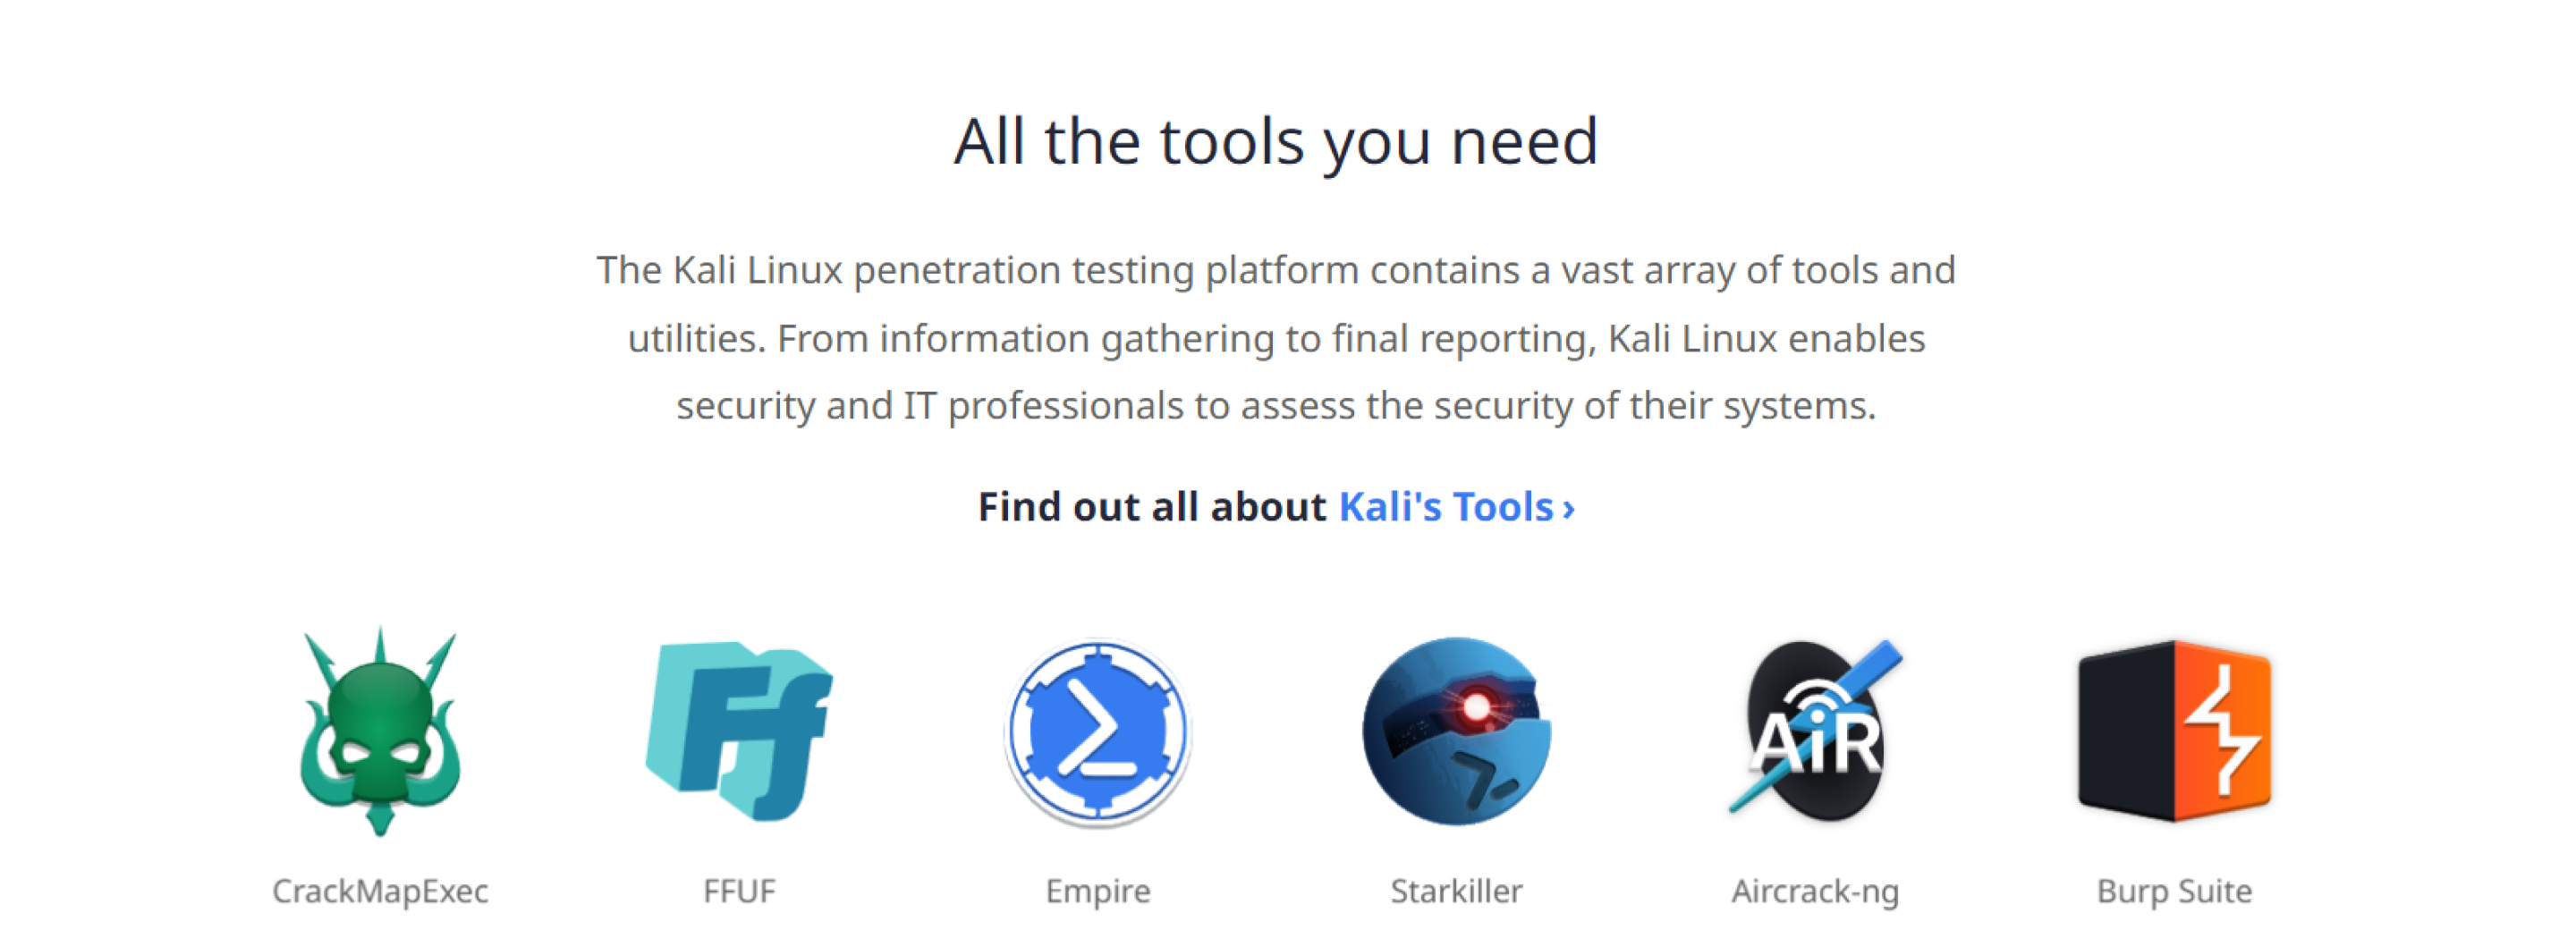 All the tools you need
The Kali Linux penetration testing platform contains a vast array of tools and
utilities. From information gathering to final reporting, Kali Linux enables
security and IT professionals to assess the security of their systems.
Find out all about Kali's Tools ›
Ff
AiR
CrackMapExec
FFUF
Empire
Starkiller
Aircrack-ng
Burp Suite